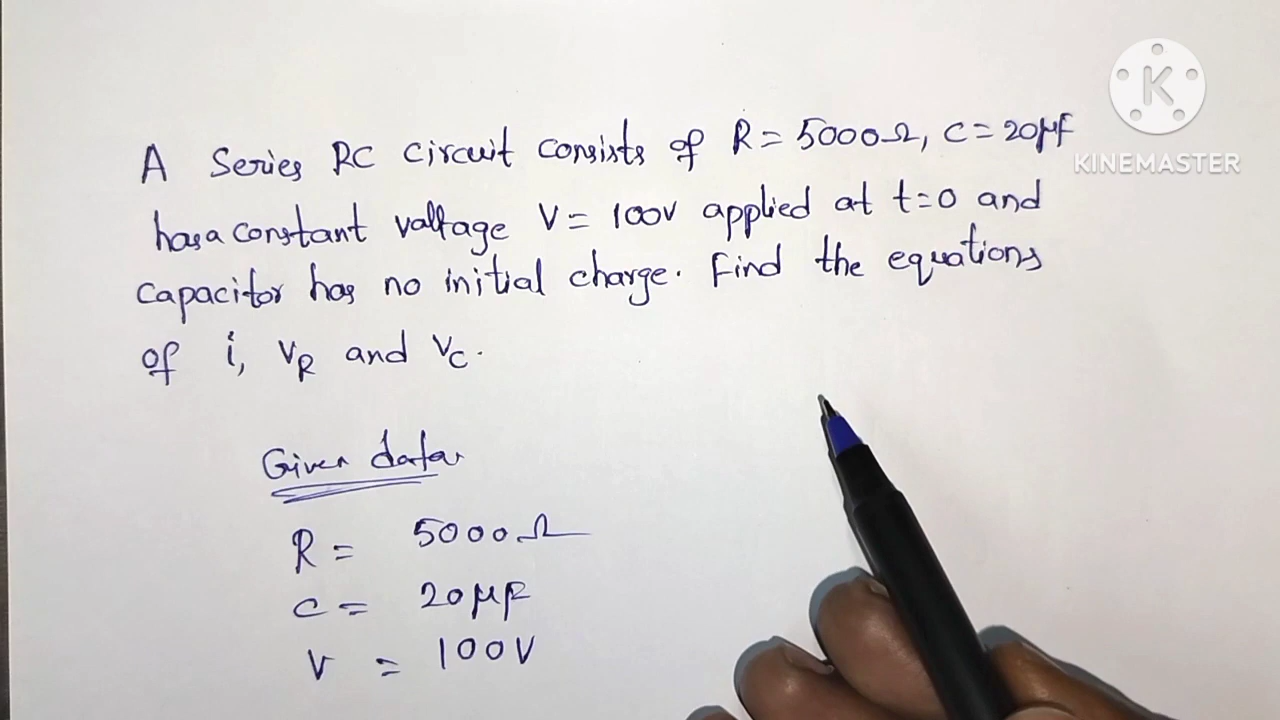 A Series RC circuit consists of R = 5000Ω, C = 20μF
has a constant valtage V = 100V applied at t=0 and
capacitor has no initial charge. Find the equations
of i, VR and VC.
Given data
R = 5000Ω
C = 20μF
V = 100V
K
KINEMASTER